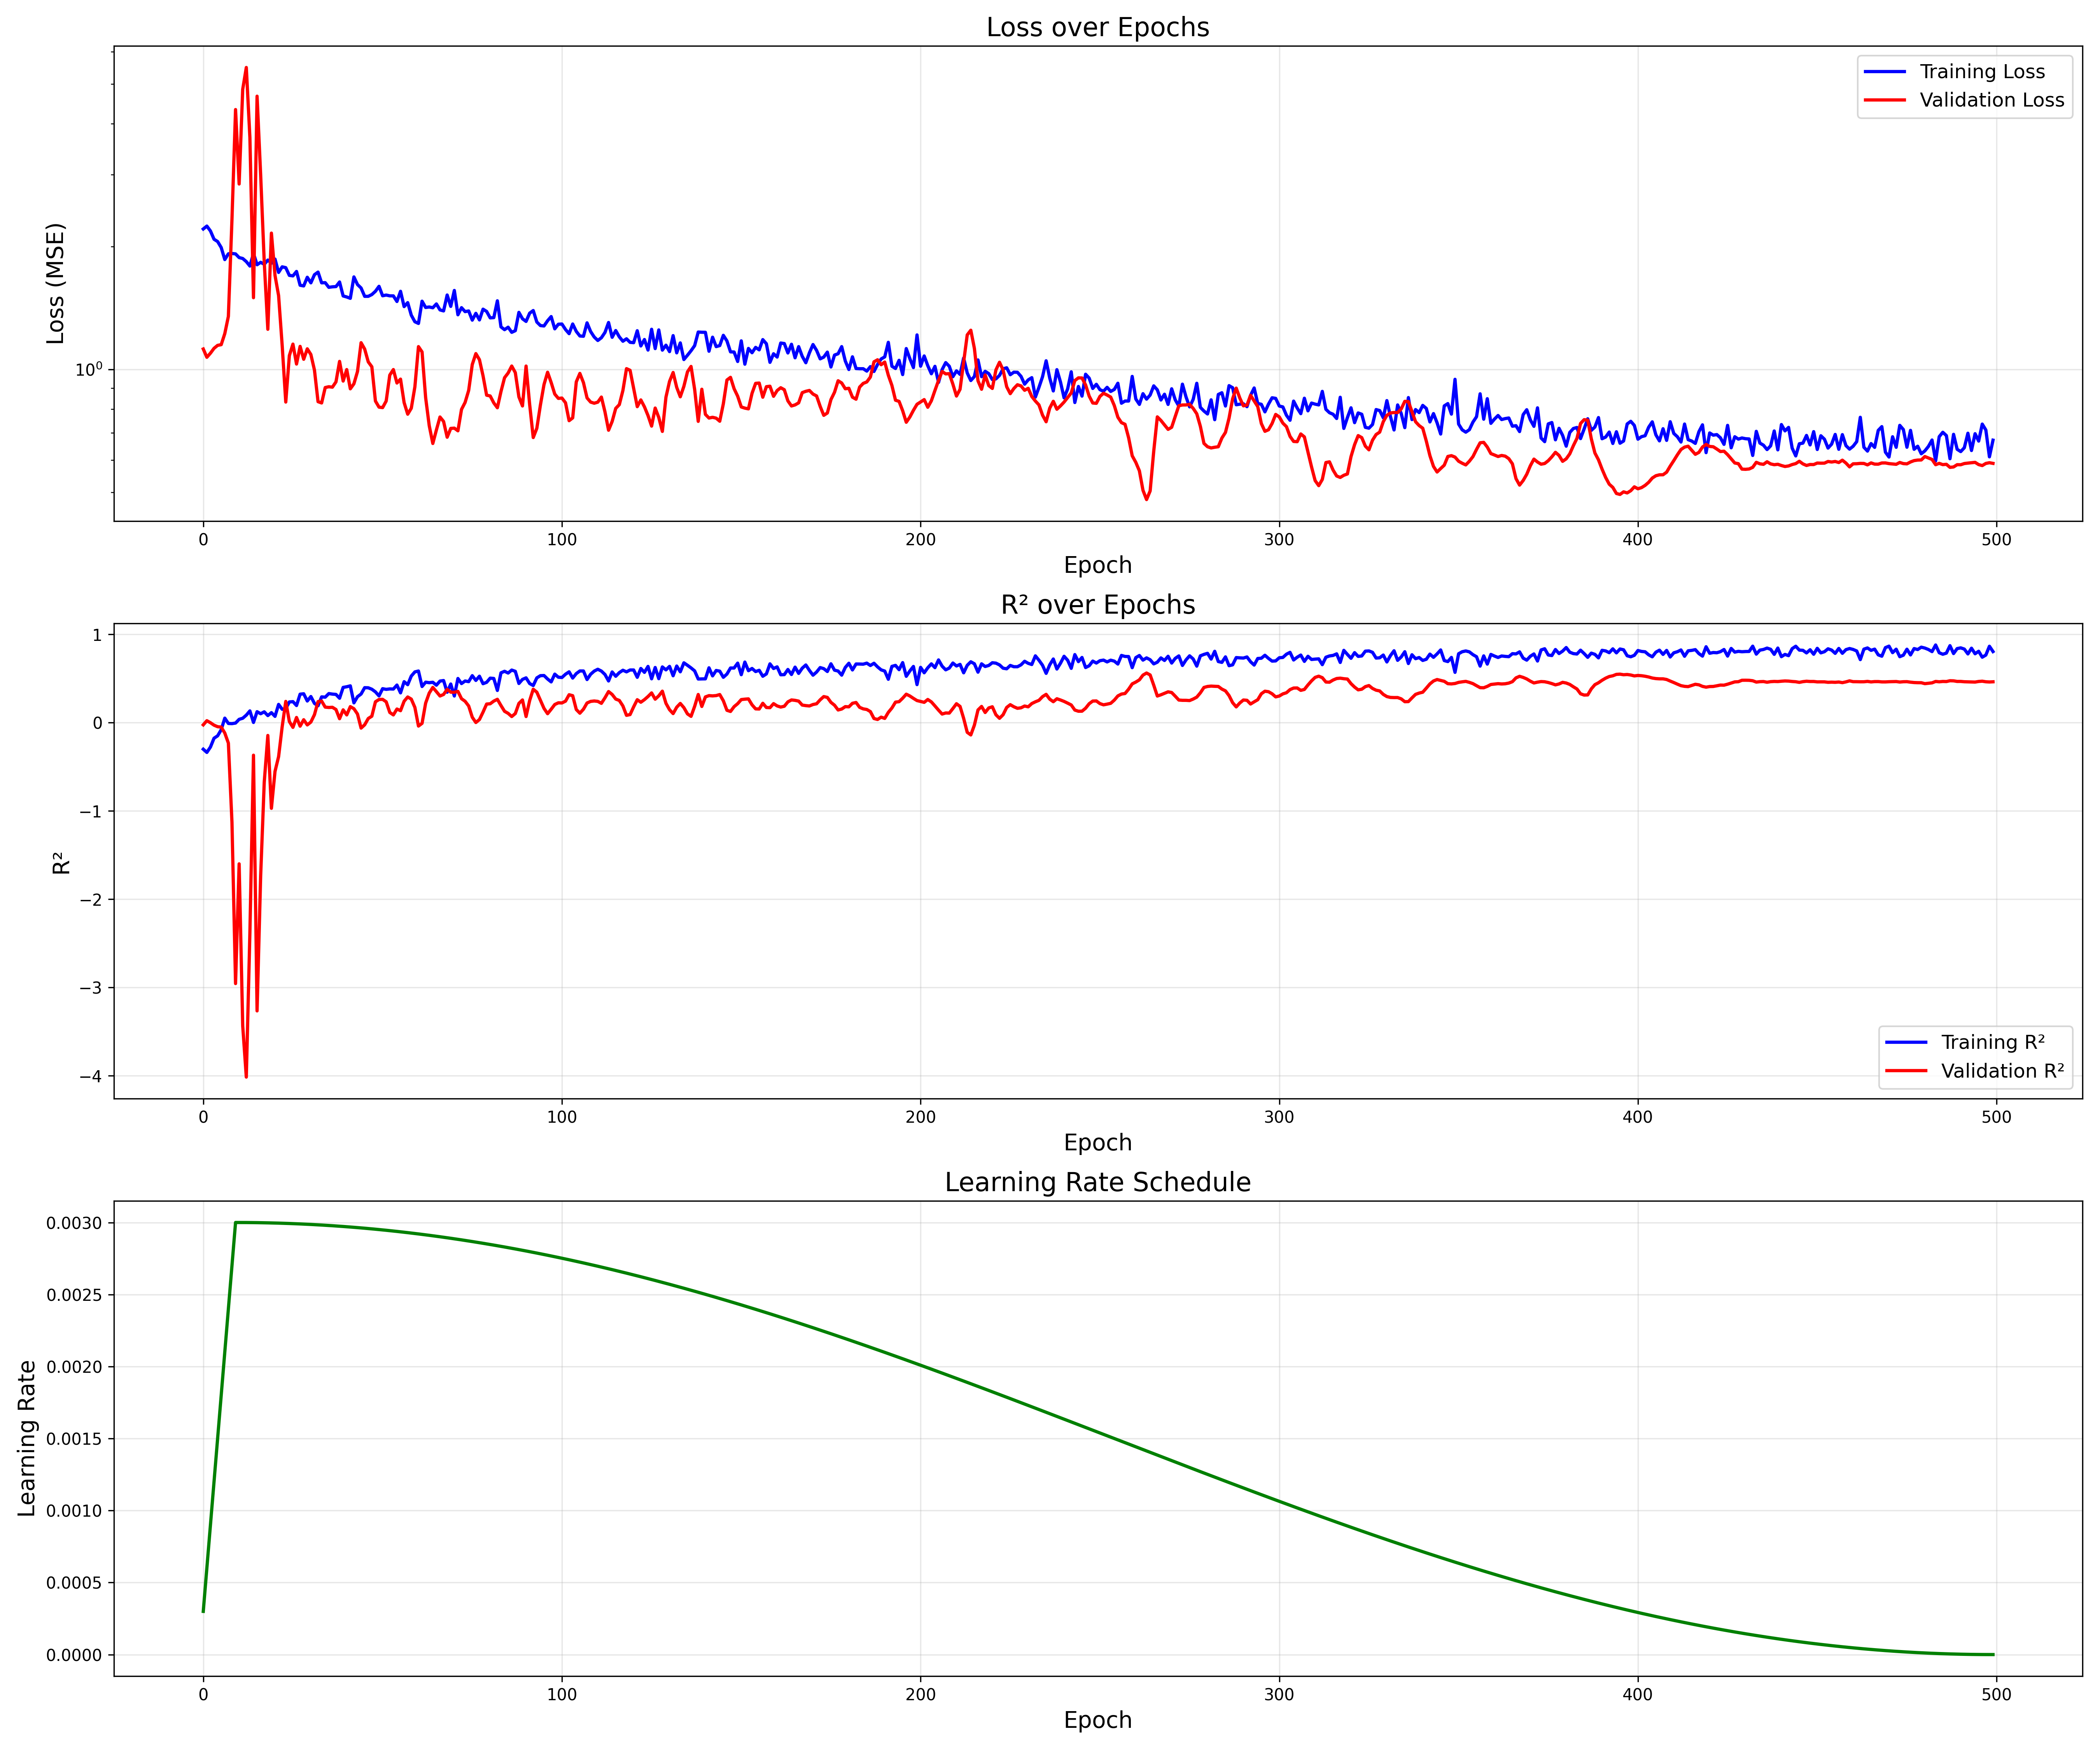 Loss over Epochs
Training Loss
Validation Loss
Loss (MSE)
10⁰
0 100 200 300 400 500
Epoch
R² over Epochs
1
0
−1
−2
−3
−4
R²
Training R²
Validation R²
0 100 200 300 400 500
Epoch
Learning Rate Schedule
0.0030
0.0025
0.0020
0.0015
0.0010
0.0005
0.0000
Learning Rate
0 100 200 300 400 500
Epoch